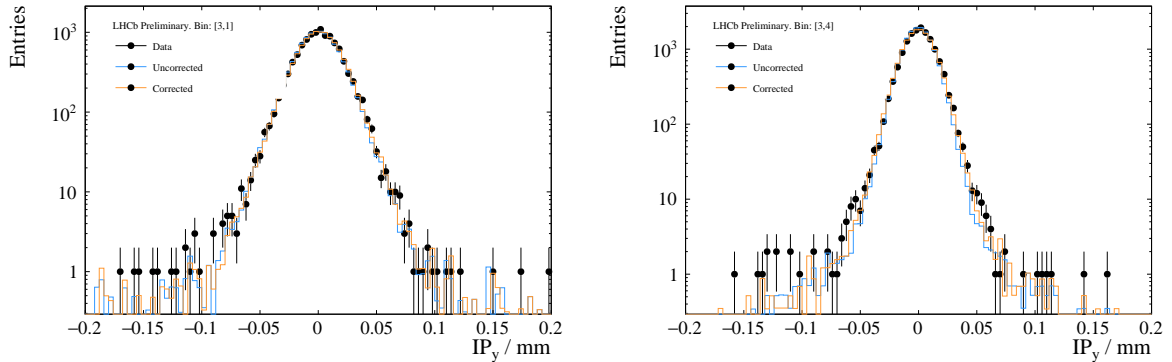 Entries
10³
10²
10
1
LHCb Preliminary. Bin: [3,1]
Data
Uncorrected
Corrected
−0.2 −0.15 −0.1 −0.05 0 0.05 0.1 0.15 0.2
IPy / mm
Entries
10³
10²
10
1
LHCb Preliminary. Bin: [3,4]
Data
Uncorrected
Corrected
−0.2 −0.15 −0.1 −0.05 0 0.05 0.1 0.15 0.2
IPy / mm